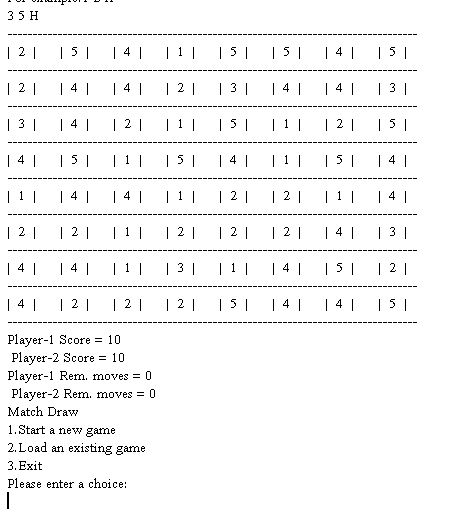 For example:
3 5 H
| 2 | | 5 | | 4 | | 1 | | 5 | | 5 | | 4 | | 5 |
| 2 | | 4 | | 4 | | 2 | | 3 | | 4 | | 4 | | 3 |
| 3 | | 4 | | 2 | | 1 | | 5 | | 1 | | 2 | | 5 |
| 4 | | 5 | | 1 | | 5 | | 4 | | 1 | | 5 | | 4 |
| 1 | | 4 | | 4 | | 1 | | 2 | | 2 | | 1 | | 4 |
| 2 | | 2 | | 1 | | 2 | | 2 | | 2 | | 4 | | 3 |
| 4 | | 4 | | 1 | | 3 | | 1 | | 4 | | 5 | | 2 |
| 4 | | 2 | | 2 | | 2 | | 5 | | 4 | | 4 | | 5 |
Player-1 Score = 10
Player-2 Score = 10
Player-1 Rem. moves = 0
Player-2 Rem. moves = 0
Match Draw
1.Start a new game
2.Load an existing game
3.Exit
Please enter a choice: